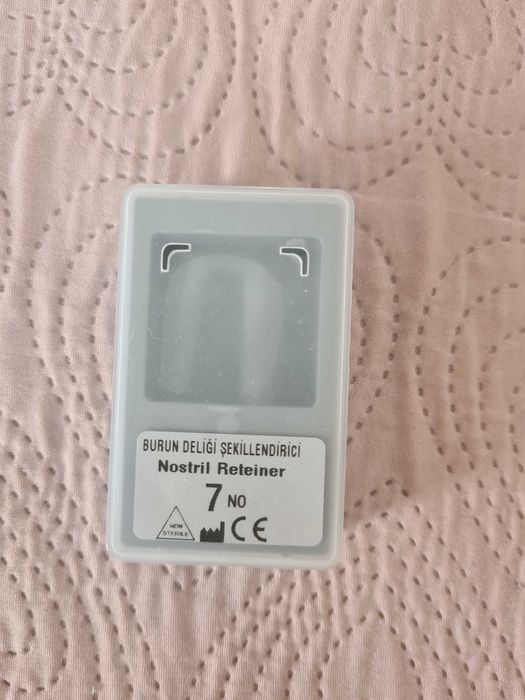 BURUN DELİĞİ ŞEKİLLENDİRİCİ
Nostril Reteiner
7 NO
NON
STERILE
CE